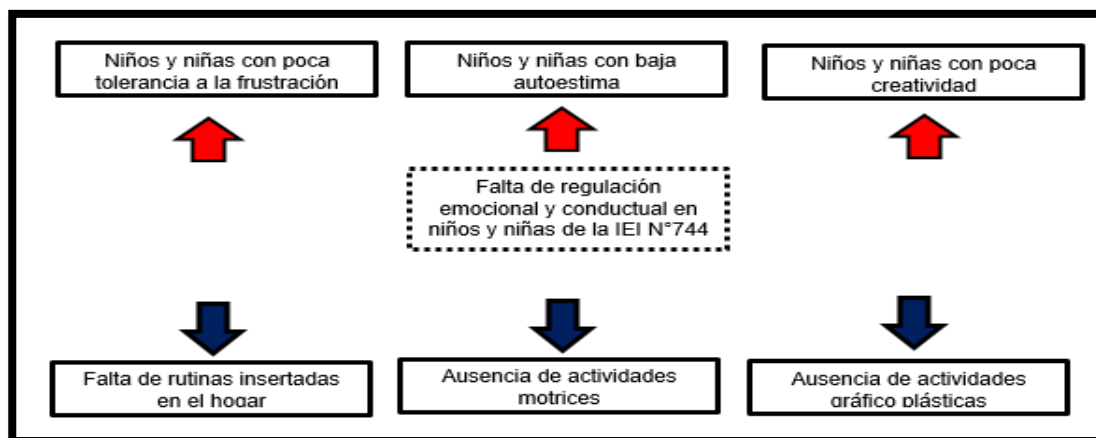 Niños y niñas con poca
tolerancia a la frustración
Niños y niñas con baja
autoestima
Niños y niñas con poca
creatividad
Falta de regulación
emocional y conductual en
niños y niñas de la IEI N°744
Falta de rutinas insertadas
en el hogar
Ausencia de actividades
motrices
Ausencia de actividades
gráfico plásticas